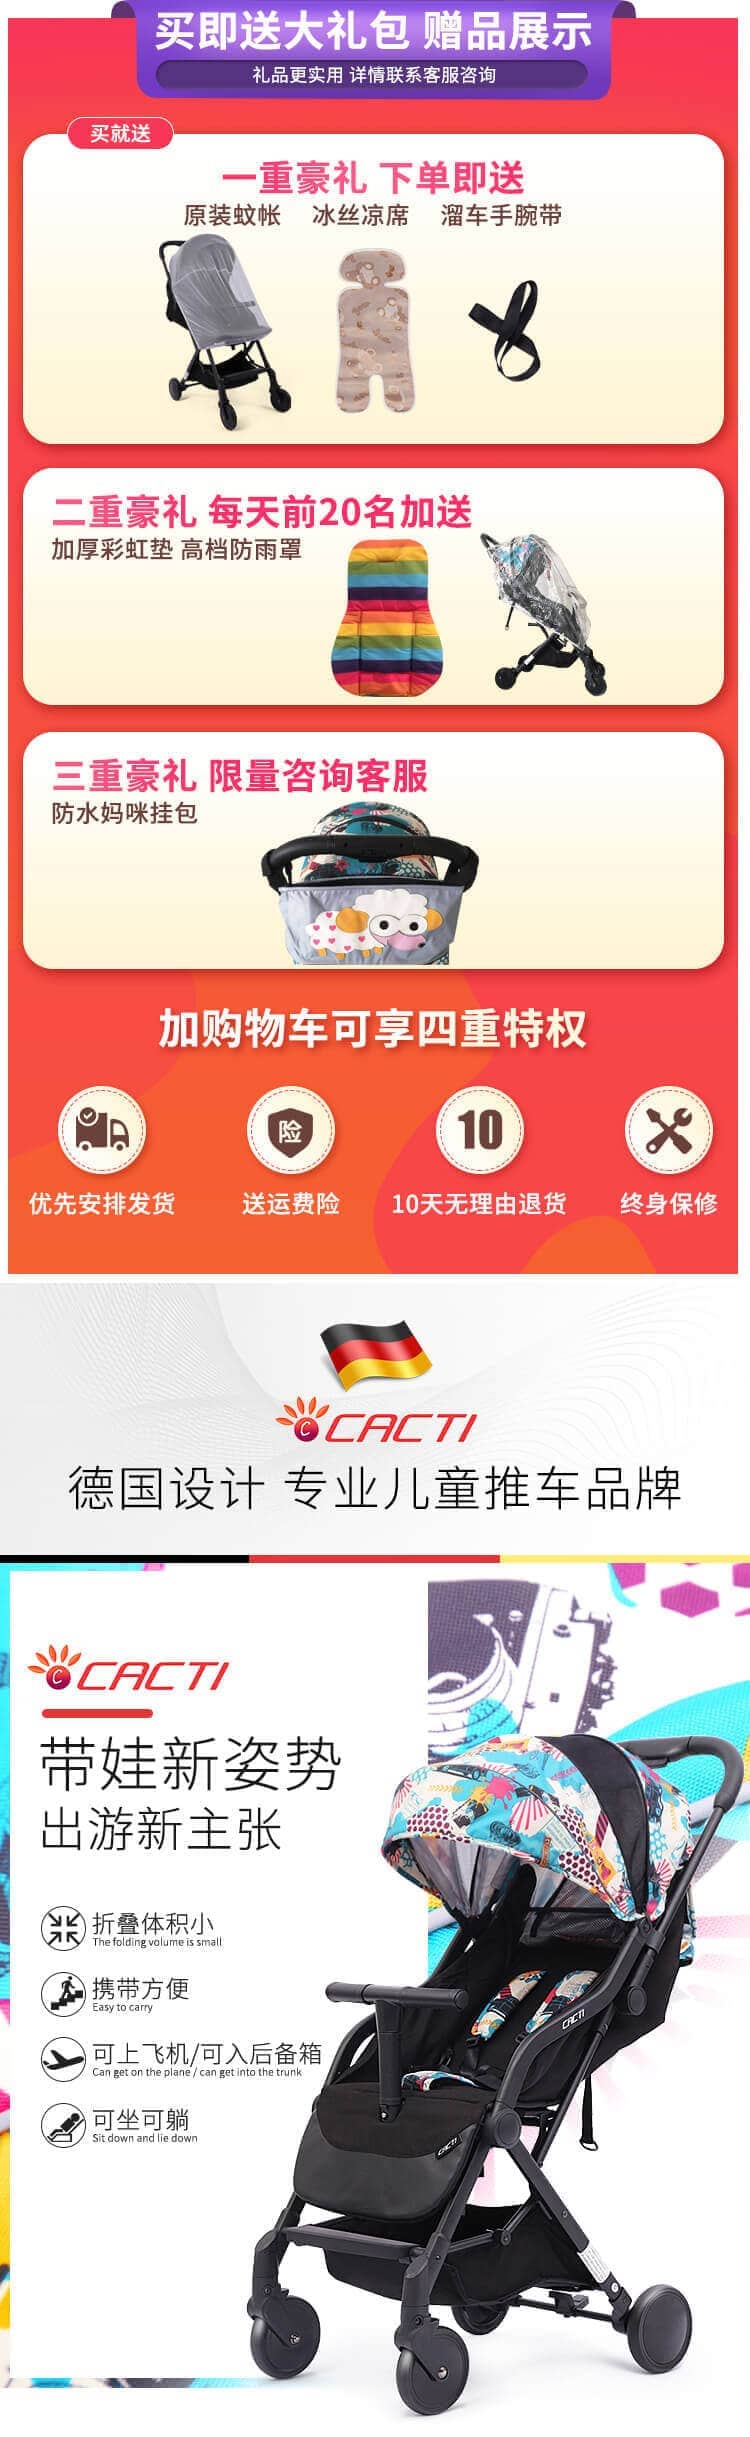 买即送大礼包 赠品展示
礼品更实用 详情联系客服咨询
买就送
一重豪礼 下单即送
原装蚊帐 冰丝凉席 溜车手腕带
二重豪礼 每天前20名加送
加厚彩虹垫 高档防雨罩
三重豪礼 限量咨询客服
防水妈咪挂包
加购物车可享四重特权
险
10
优先安排发货 送运费险 10天无理由退货 终身保修
C CACTI
德国设计 专业儿童推车品牌
C CACTI
带娃新姿势
出游新主张
折叠体积小
The folding volume is small
携带方便
Easy to carry
可上飞机/可入后备箱
Can get on the plane / can get into the trunk
可坐可躺
Sit down and lie down
CACTI
CACTI